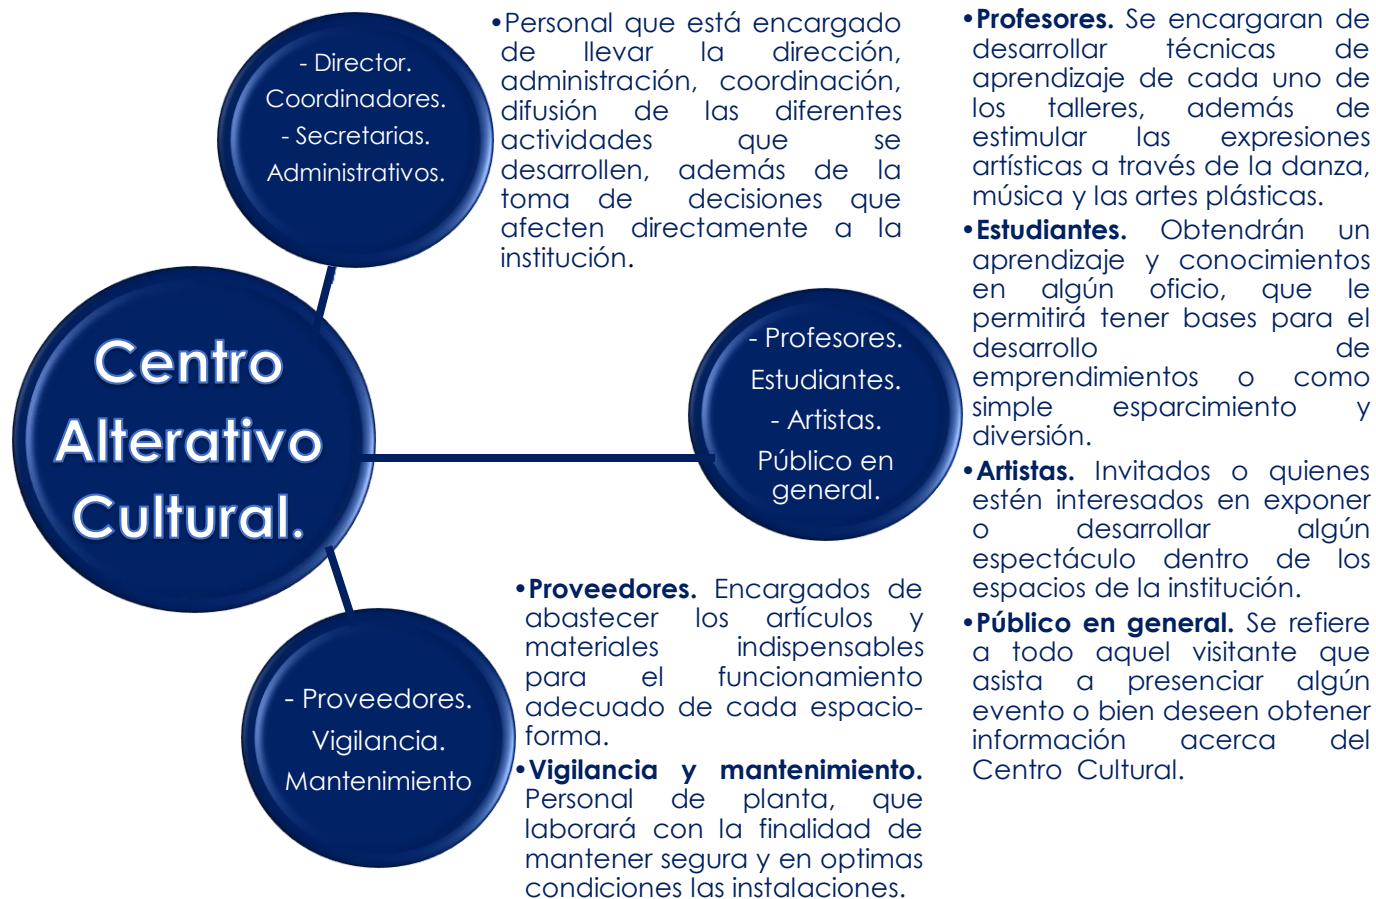 - Director.
Coordinadores.
- Secretarias.
Administrativos.
•Personal que está encargado
de llevar la dirección,
administración, coordinación,
difusión de las diferentes
actividades que se
desarrollen, además de la
toma de decisiones que
afecten directamente a la
institución.
Centro
Alterativo
Cultural.
- Profesores.
Estudiantes.
- Artistas.
Público en
general.
•Profesores. Se encargaran de
desarrollar técnicas de
aprendizaje de cada uno de
los talleres, además de
estimular las expresiones
artísticas a través de la danza,
música y las artes plásticas.
•Estudiantes. Obtendrán un
aprendizaje y conocimientos
en algún oficio, que le
permitirá tener bases para el
desarrollo de
emprendimientos o como
simple esparcimiento y
diversión.
•Artistas. Invitados o quienes
estén interesados en exponer
o desarrollar algún
espectáculo dentro de los
espacios de la institución.
•Público en general. Se refiere
a todo aquel visitante que
asista a presenciar algún
evento o bien deseen obtener
información acerca del
Centro Cultural.
- Proveedores.
Vigilancia.
Mantenimiento
•Proveedores. Encargados de
abastecer los artículos y
materiales indispensables
para el funcionamiento
adecuado de cada espacio-
forma.
•Vigilancia y mantenimiento.
Personal de planta, que
laborará con la finalidad de
mantener segura y en optimas
condiciones las instalaciones.